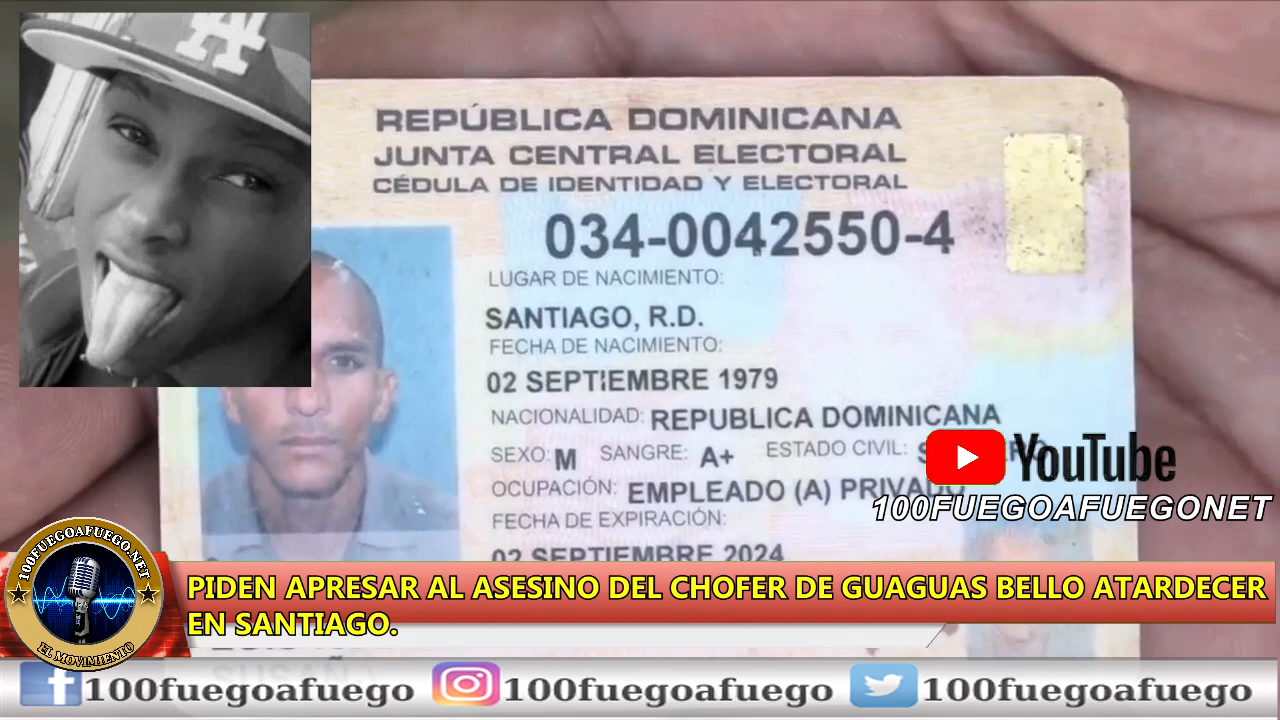 LA
REPÚBLICA DOMINICANA
JUNTA CENTRAL ELECTORAL
CÉDULA DE IDENTIDAD Y ELECTORAL
034-0042550-4
LUGAR DE NACIMIENTO:
SANTIAGO, R.D.
FECHA DE NACIMIENTO:
02 SEPTIEMBRE 1979
NACIONALIDAD: REPUBLICA DOMINICANA
SEXO: M SANGRE: A+ ESTADO CIVIL:
OCUPACIÓN: EMPLEADO (A) PRIVADO
FECHA DE EXPIRACIÓN:
02 SEPTIEMBRE 2024
YouTube
100FUEGOAFUEGONET
100FUEGOAFUEGO.NET
EL MOVIMIENTO
PIDEN APRESAR AL ASESINO DEL CHOFER DE GUAGUAS BELLO ATARDECER
EN SANTIAGO.
100fuegoafuego 100fuegoafuego 100fuegoafuego